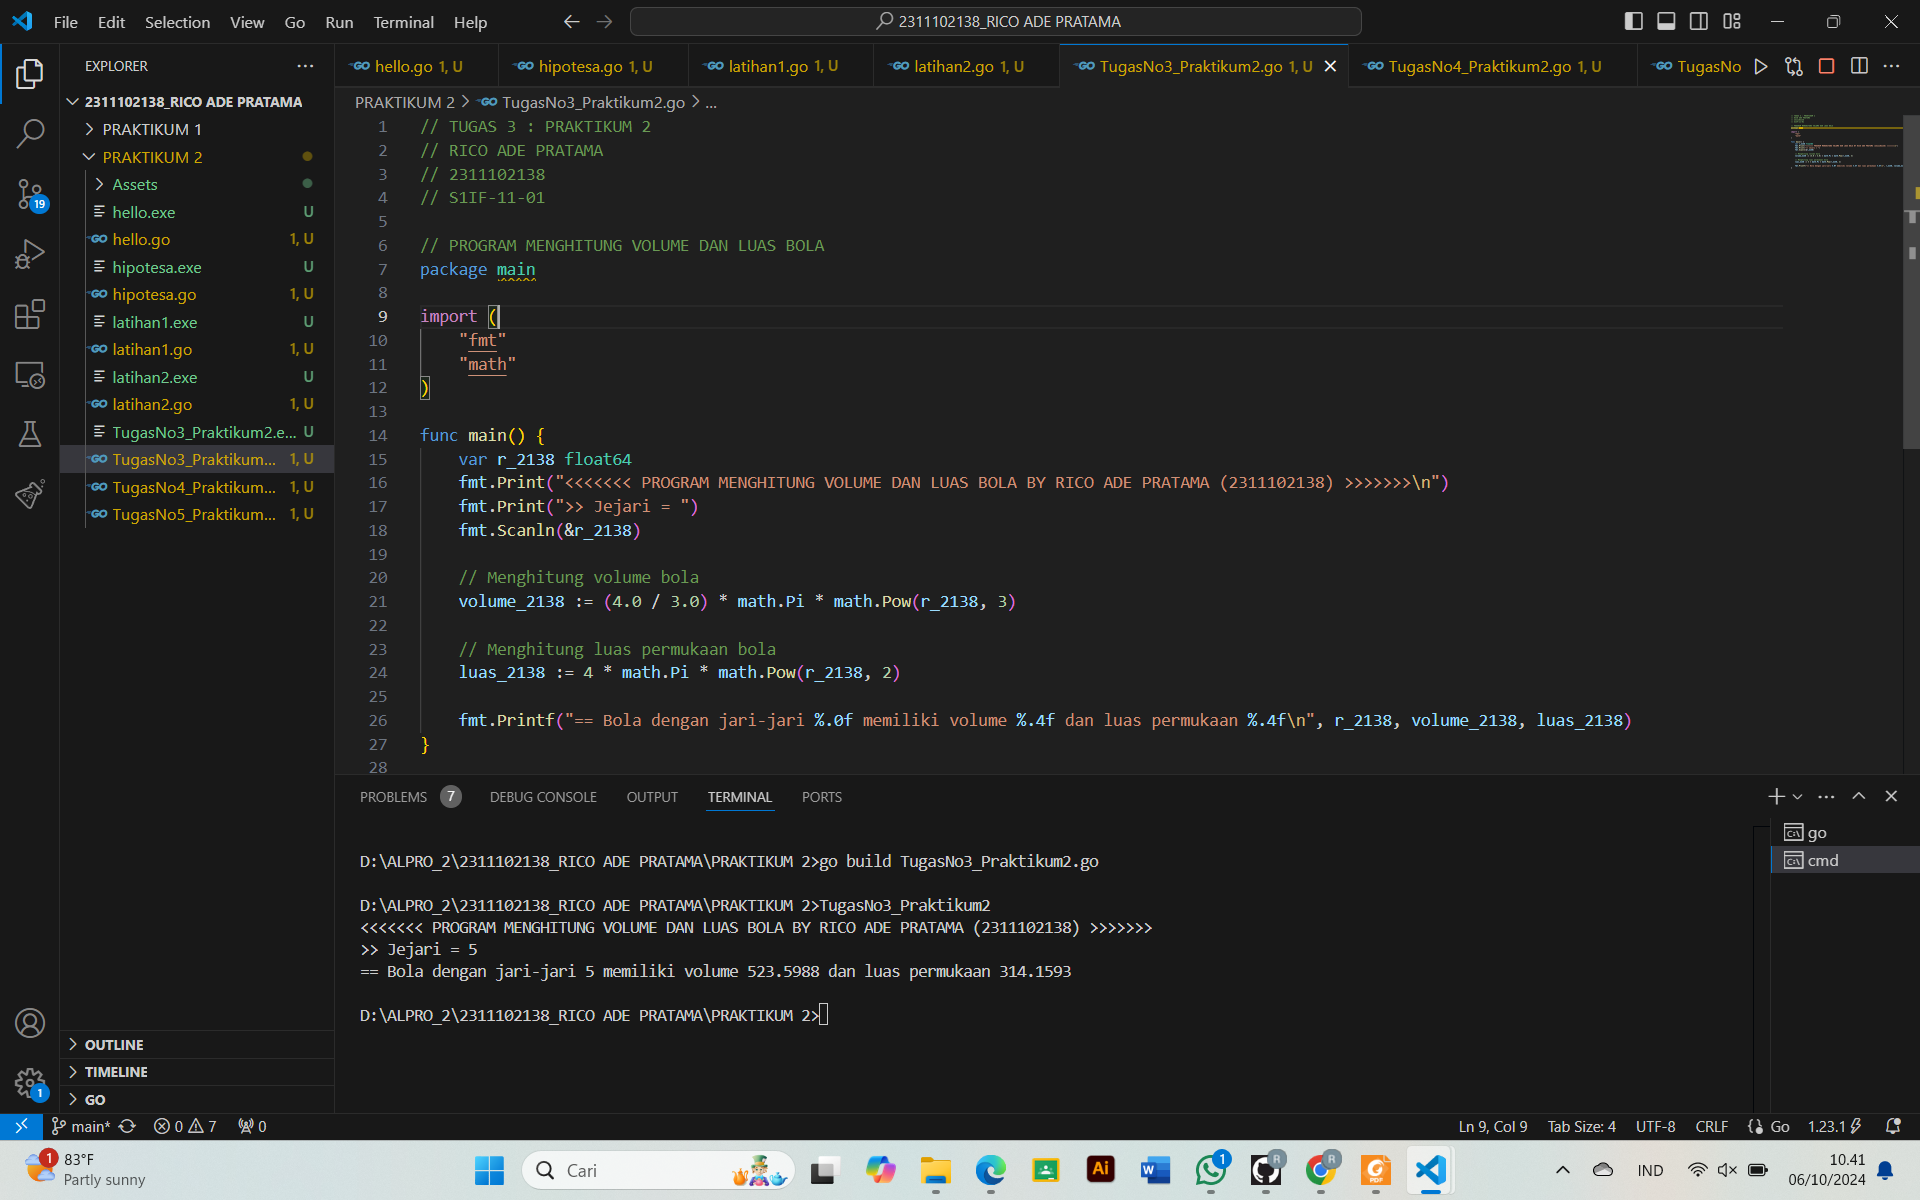 File Edit Selection View Go Run Terminal Help
2311102138_RICO ADE PRATAMA
EXPLORER
2311102138_RICO ADE PRATAMA
PRAKTIKUM 1
PRAKTIKUM 2
Assets
hello.exe U
hello.go 1, U
hipotesa.exe U
hipotesa.go 1, U
latihan1.exe U
latihan1.go 1, U
latihan2.exe U
latihan2.go 1, U
TugasNo3_Praktikum2.e... U
TugasNo3_Praktikum... 1, U
TugasNo4_Praktikum... 1, U
TugasNo5_Praktikum... 1, U
OUTLINE
TIMELINE
GO
19
1
GO hello.go 1, U GO hipotesa.go 1, U GO latihan1.go 1, U GO latihan2.go 1, U GO TugasNo3_Praktikum2.go 1, U GO TugasNo4_Praktikum2.go 1, U GO TugasNo
PRAKTIKUM 2 > GO TugasNo3_Praktikum2.go > ...
1 // TUGAS 3 : PRAKTIKUM 2
2 // RICO ADE PRATAMA
3 // 2311102138
4 // S1IF-11-01
5
6 // PROGRAM MENGHITUNG VOLUME DAN LUAS BOLA
7 package main
8
9 import (
10 "fmt"
11 "math"
12 )
13
14 func main() {
15 var r_2138 float64
16 fmt.Print("<<<<<<< PROGRAM MENGHITUNG VOLUME DAN LUAS BOLA BY RICO ADE PRATAMA (2311102138) >>>>>>>\n")
17 fmt.Print(">> Jejari = ")
18 fmt.Scanln(&r_2138)
19
20 // Menghitung volume bola
21 volume_2138 := (4.0 / 3.0) * math.Pi * math.Pow(r_2138, 3)
22
23 // Menghitung luas permukaan bola
24 luas_2138 := 4 * math.Pi * math.Pow(r_2138, 2)
25
26 fmt.Printf("== Bola dengan jari-jari %.0f memiliki volume %.4f dan luas permukaan %.4f\n", r_2138, volume_2138, luas_2138)
27 }
28
PROBLEMS 7 DEBUG CONSOLE OUTPUT TERMINAL PORTS
go
cmd
D:\ALPRO_2\2311102138_RICO ADE PRATAMA\PRAKTIKUM 2>go build TugasNo3_Praktikum2.go
D:\ALPRO_2\2311102138_RICO ADE PRATAMA\PRAKTIKUM 2>TugasNo3_Praktikum2
<<<<<<< PROGRAM MENGHITUNG VOLUME DAN LUAS BOLA BY RICO ADE PRATAMA (2311102138) >>>>>>>
>> Jejari = 5
== Bola dengan jari-jari 5 memiliki volume 523.5988 dan luas permukaan 314.1593
D:\ALPRO_2\2311102138_RICO ADE PRATAMA\PRAKTIKUM 2>
main* 0 7 0 Ln 9, Col 9 Tab Size: 4 UTF-8 CRLF Go 1.23.1
1 83°F
Partly sunny
Cari
Ai
W
1
R
R
PDF
IND
10.41
06/10/2024